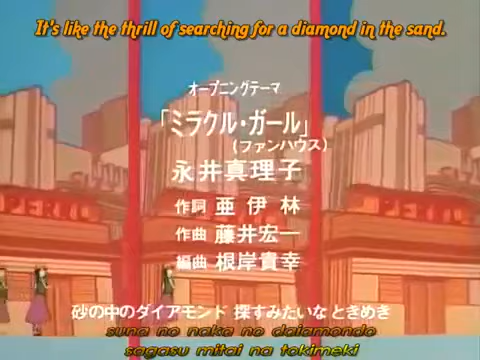 It's like the thrill of searching for a diamond in the sand.
オープニングテーマ
「ミラクル・ガール」
(ファンハウス)
永井真理子
作詞 亜伊林
作曲 藤井宏一
編曲 根岸貴幸
砂の中のダイアモンド 探すみたいな ときめき
suna no naka no daiamondo
sagasu mitai na tokimeki